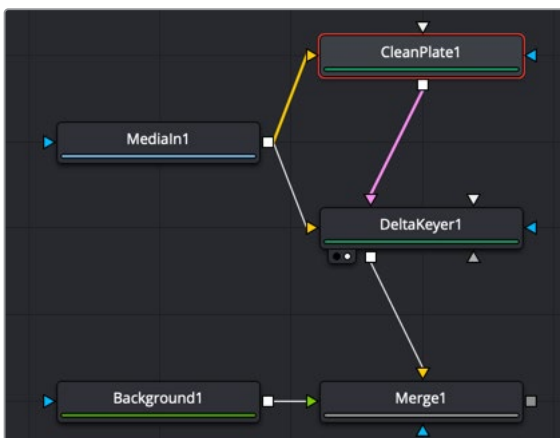 CleanPlate1
MediaIn1
DeltaKeyer1
Background1
Merge1